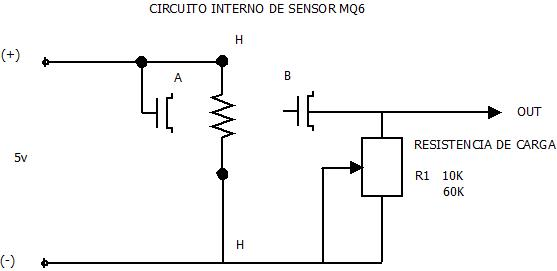 CIRCUITO INTERNO DE SENSOR MQ6
H
(+)
A
B
OUT
RESISTENCIA DE CARGA
5v
R1 10K
60K
H
(-)